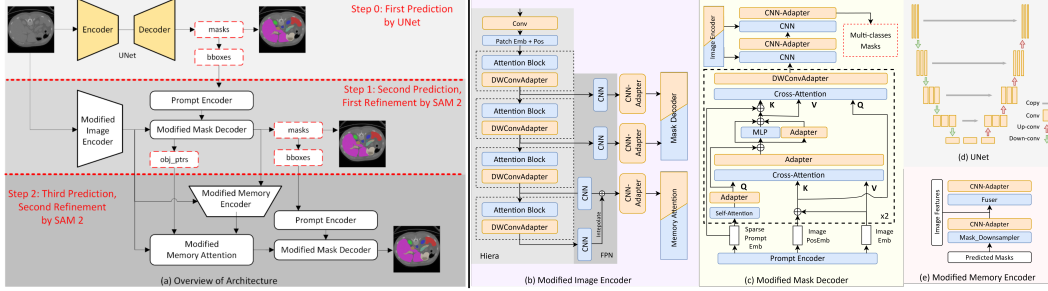 Step 0: First Prediction
by UNet
Encoder
Decoder
UNet
masks
bboxes
Step 1: Second Prediction,
First Refinement by SAM 2
Prompt Encoder
Modified
Image
Encoder
Modified Mask Decoder
masks
obj_ptrs
bboxes
Step 2: Third Prediction,
Second Refinement
by SAM 2
Modified Memory
Encoder
Prompt Encoder
Modified
Memory Attention
Modified Mask Decoder
(a) Overview of Architecture
Conv
Patch Emb + Pos
Attention Block
DWConvAdapter
Attention Block
DWConvAdapter
Attention Block
DWConvAdapter
Attention Block
DWConvAdapter
Hiera
CNN
CNN
CNN
CNN
Interpolate
FPN
CNN-
Adapter
CNN-
Adapter
CNN-
Adapter
Mask Decoder
Memory Attention
(b) Modified Image Encoder
Image Encoder
CNN-Adapter
CNN
CNN-Adapter
CNN
Multi-classes
Masks
DWConvAdapter
Cross-Attention
K
V
Q
MLP
Adapter
Adapter
Cross-Attention
Q
K
V
Adapter
Self-Attention
x2
Sparse
Prompt
Emb
Image
PosEmb
Image
Emb
Prompt Encoder
(c) Modified Mask Decoder
Copy
Conv
Up-conv
Down-conv
(d) UNet
Image Features
CNN-Adapter
Fuser
CNN-Adapter
Mask_Downsampler
Predicted Masks
(e) Modified Memory Encoder